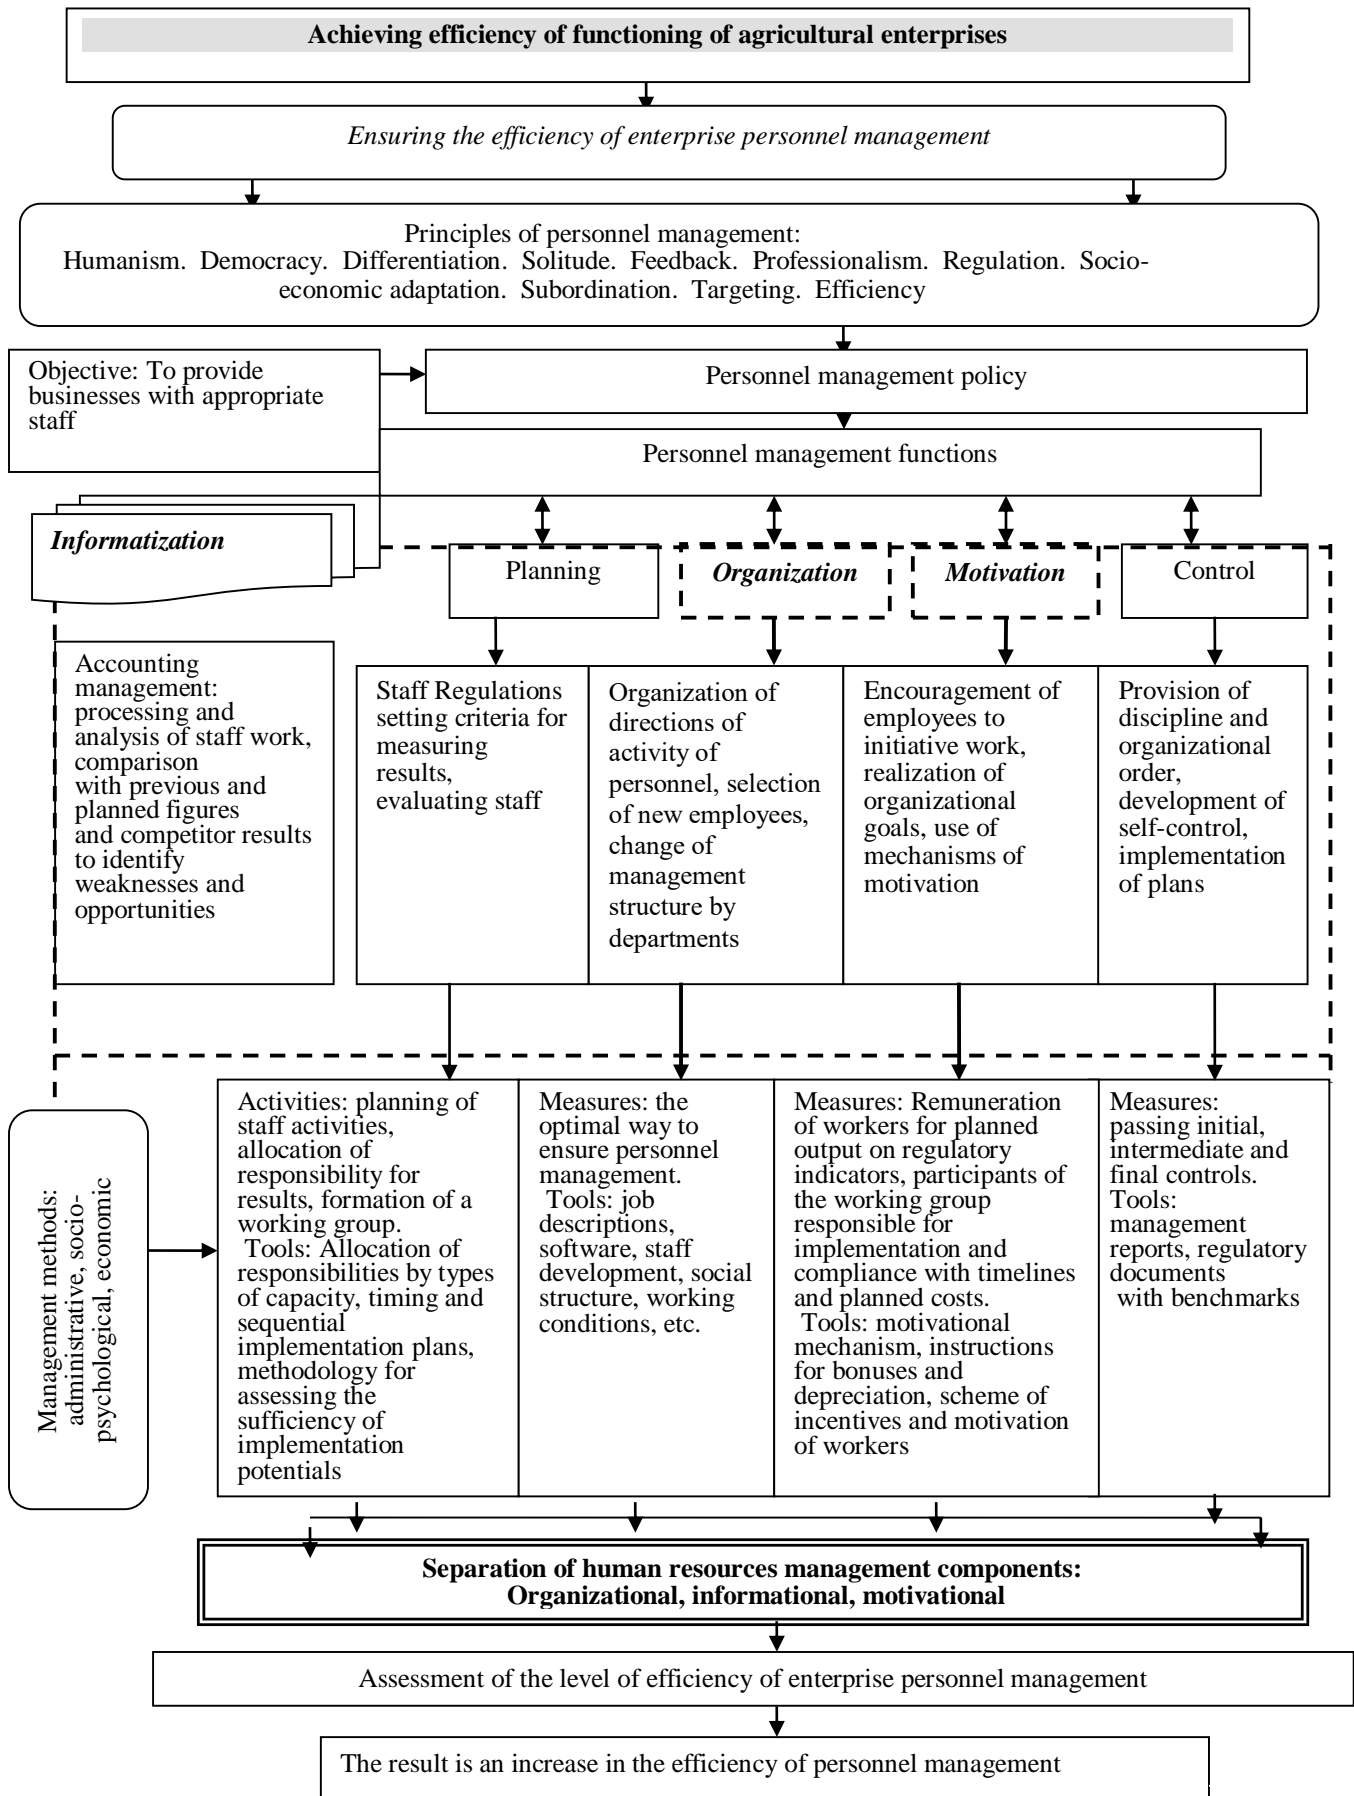 Achieving efficiency of functioning of agricultural enterprises
Ensuring the efficiency of enterprise personnel management
Principles of personnel management:
Humanism. Democracy. Differentiation. Solitude. Feedback. Professionalism. Regulation. Socio-
economic adaptation. Subordination. Targeting. Efficiency
Objective: To provide
businesses with appropriate
staff
Personnel management policy
Personnel management functions
Informatization
Planning
Organization
Motivation
Control
Accounting
management:
processing and
analysis of staff work,
comparison
with previous and
planned figures
and competitor results
to identify
weaknesses and
opportunities
Staff Regulations
setting criteria for
measuring
results,
evaluating staff
Organization of
directions of
activity of
personnel, selection
of new employees,
change of
management
structure by
departments
Encouragement of
employees to
initiative work,
realization of
organizational
goals, use of
mechanisms of
motivation
Provision of
discipline and
organizational
order,
development of
self-control,
implementation
of plans
Management methods:
administrative, socio-
psychological, economic
Activities: planning of
staff activities,
allocation of
responsibility for
results, formation of a
working group.
Tools: Allocation of
responsibilities by types
of capacity, timing and
sequential
implementation plans,
methodology for
assessing the
sufficiency of
implementation
potentials
Measures: the
optimal way to
ensure personnel
management.
Tools: job
descriptions,
software, staff
development, social
structure, working
conditions, etc.
Measures: Remuneration
of workers for planned
output on regulatory
indicators, participants of
the working group
responsible for
implementation and
compliance with timelines
and planned costs.
Tools: motivational
mechanism, instructions
for bonuses and
depreciation, scheme of
incentives and motivation
of workers
Measures:
passing initial,
intermediate and
final controls.
Tools:
management
reports, regulatory
documents
with benchmarks
Separation of human resources management components:
Organizational, informational, motivational
Assessment of the level of efficiency of enterprise personnel management
The result is an increase in the efficiency of personnel management